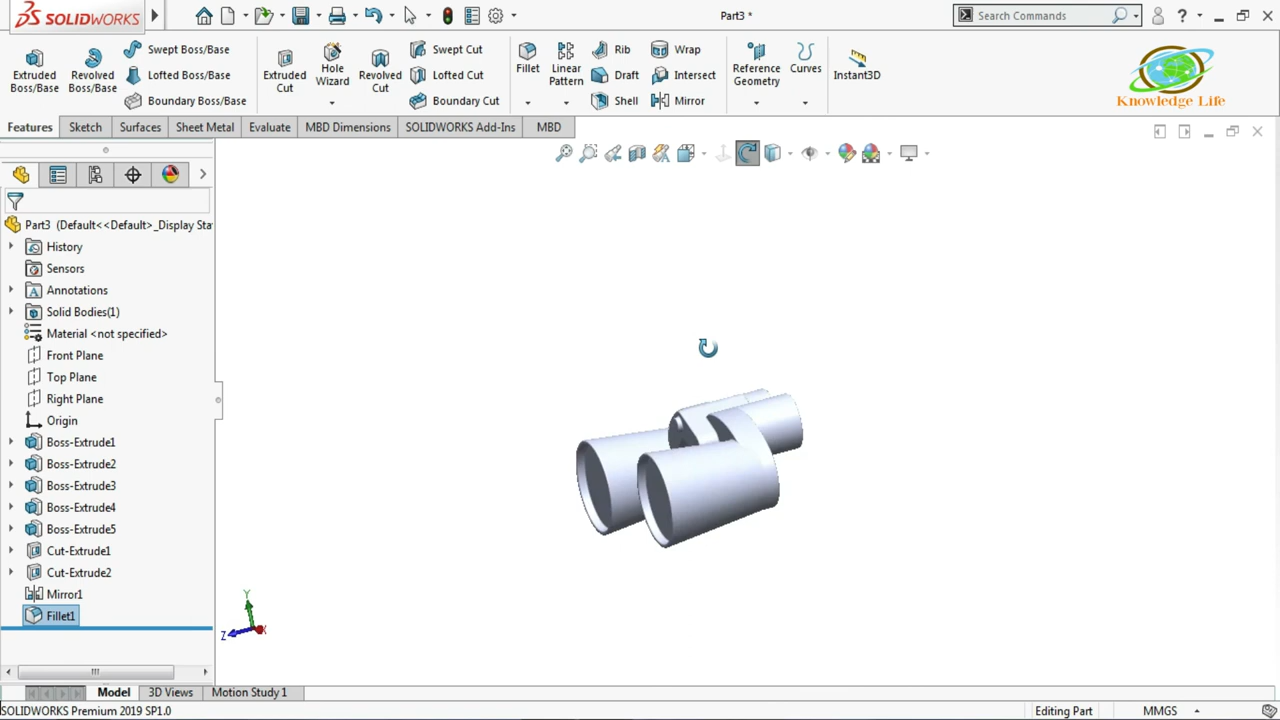 SOLIDWORKS
Part3 *
Search Commands
Extruded Boss/Base
Revolved Boss/Base
Swept Boss/Base
Lofted Boss/Base
Boundary Boss/Base
Extruded Cut
Hole Wizard
Revolved Cut
Swept Cut
Lofted Cut
Boundary Cut
Fillet
Linear Pattern
Rib
Draft
Shell
Wrap
Intersect
Mirror
Reference Geometry
Curves
Instant3D
Knowledge Life
Features
Sketch
Surfaces
Sheet Metal
Evaluate
MBD Dimensions
SOLIDWORKS Add-Ins
MBD
Part3 (Default<<Default>_Display Sta
History
Sensors
Annotations
Solid Bodies(1)
Material <not specified>
Front Plane
Top Plane
Right Plane
Origin
Boss-Extrude1
Boss-Extrude2
Boss-Extrude3
Boss-Extrude4
Boss-Extrude5
Cut-Extrude1
Cut-Extrude2
Mirror1
Fillet1
Y
Z
X
Model
3D Views
Motion Study 1
SOLIDWORKS Premium 2019 SP1.0
Editing Part
MMGS